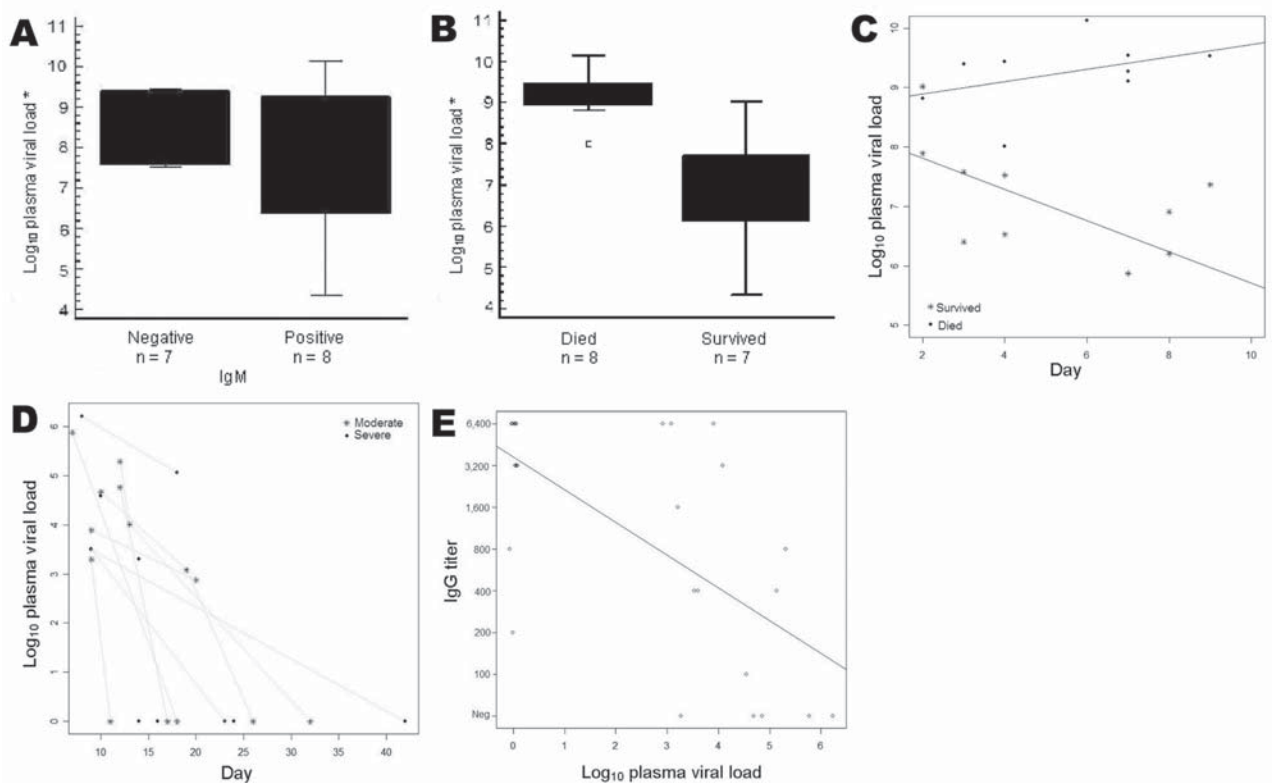 A
Log₁₀ plasma viral load *
11
10
9
8
7
6
5
4
Negative
n = 7
Positive
n = 8
IgM
B
Log₁₀ plasma viral load *
11
10
9
8
7
6
5
4
Died
n = 8
Survived
n = 7
C
Log₁₀ plasma viral load
10
9
8
7
6
5
* Survived
• Died
2 4 6 8 10
Day
D
Log₁₀ plasma viral load
6
5
4
3
2
1
0
* Moderate
• Severe
10 15 20 25 30 35 40
Day
E
IgG titer
6,400
3,200
1,600
800
400
200
100
Neg
0 1 2 3 4 5 6
Log₁₀ plasma viral load